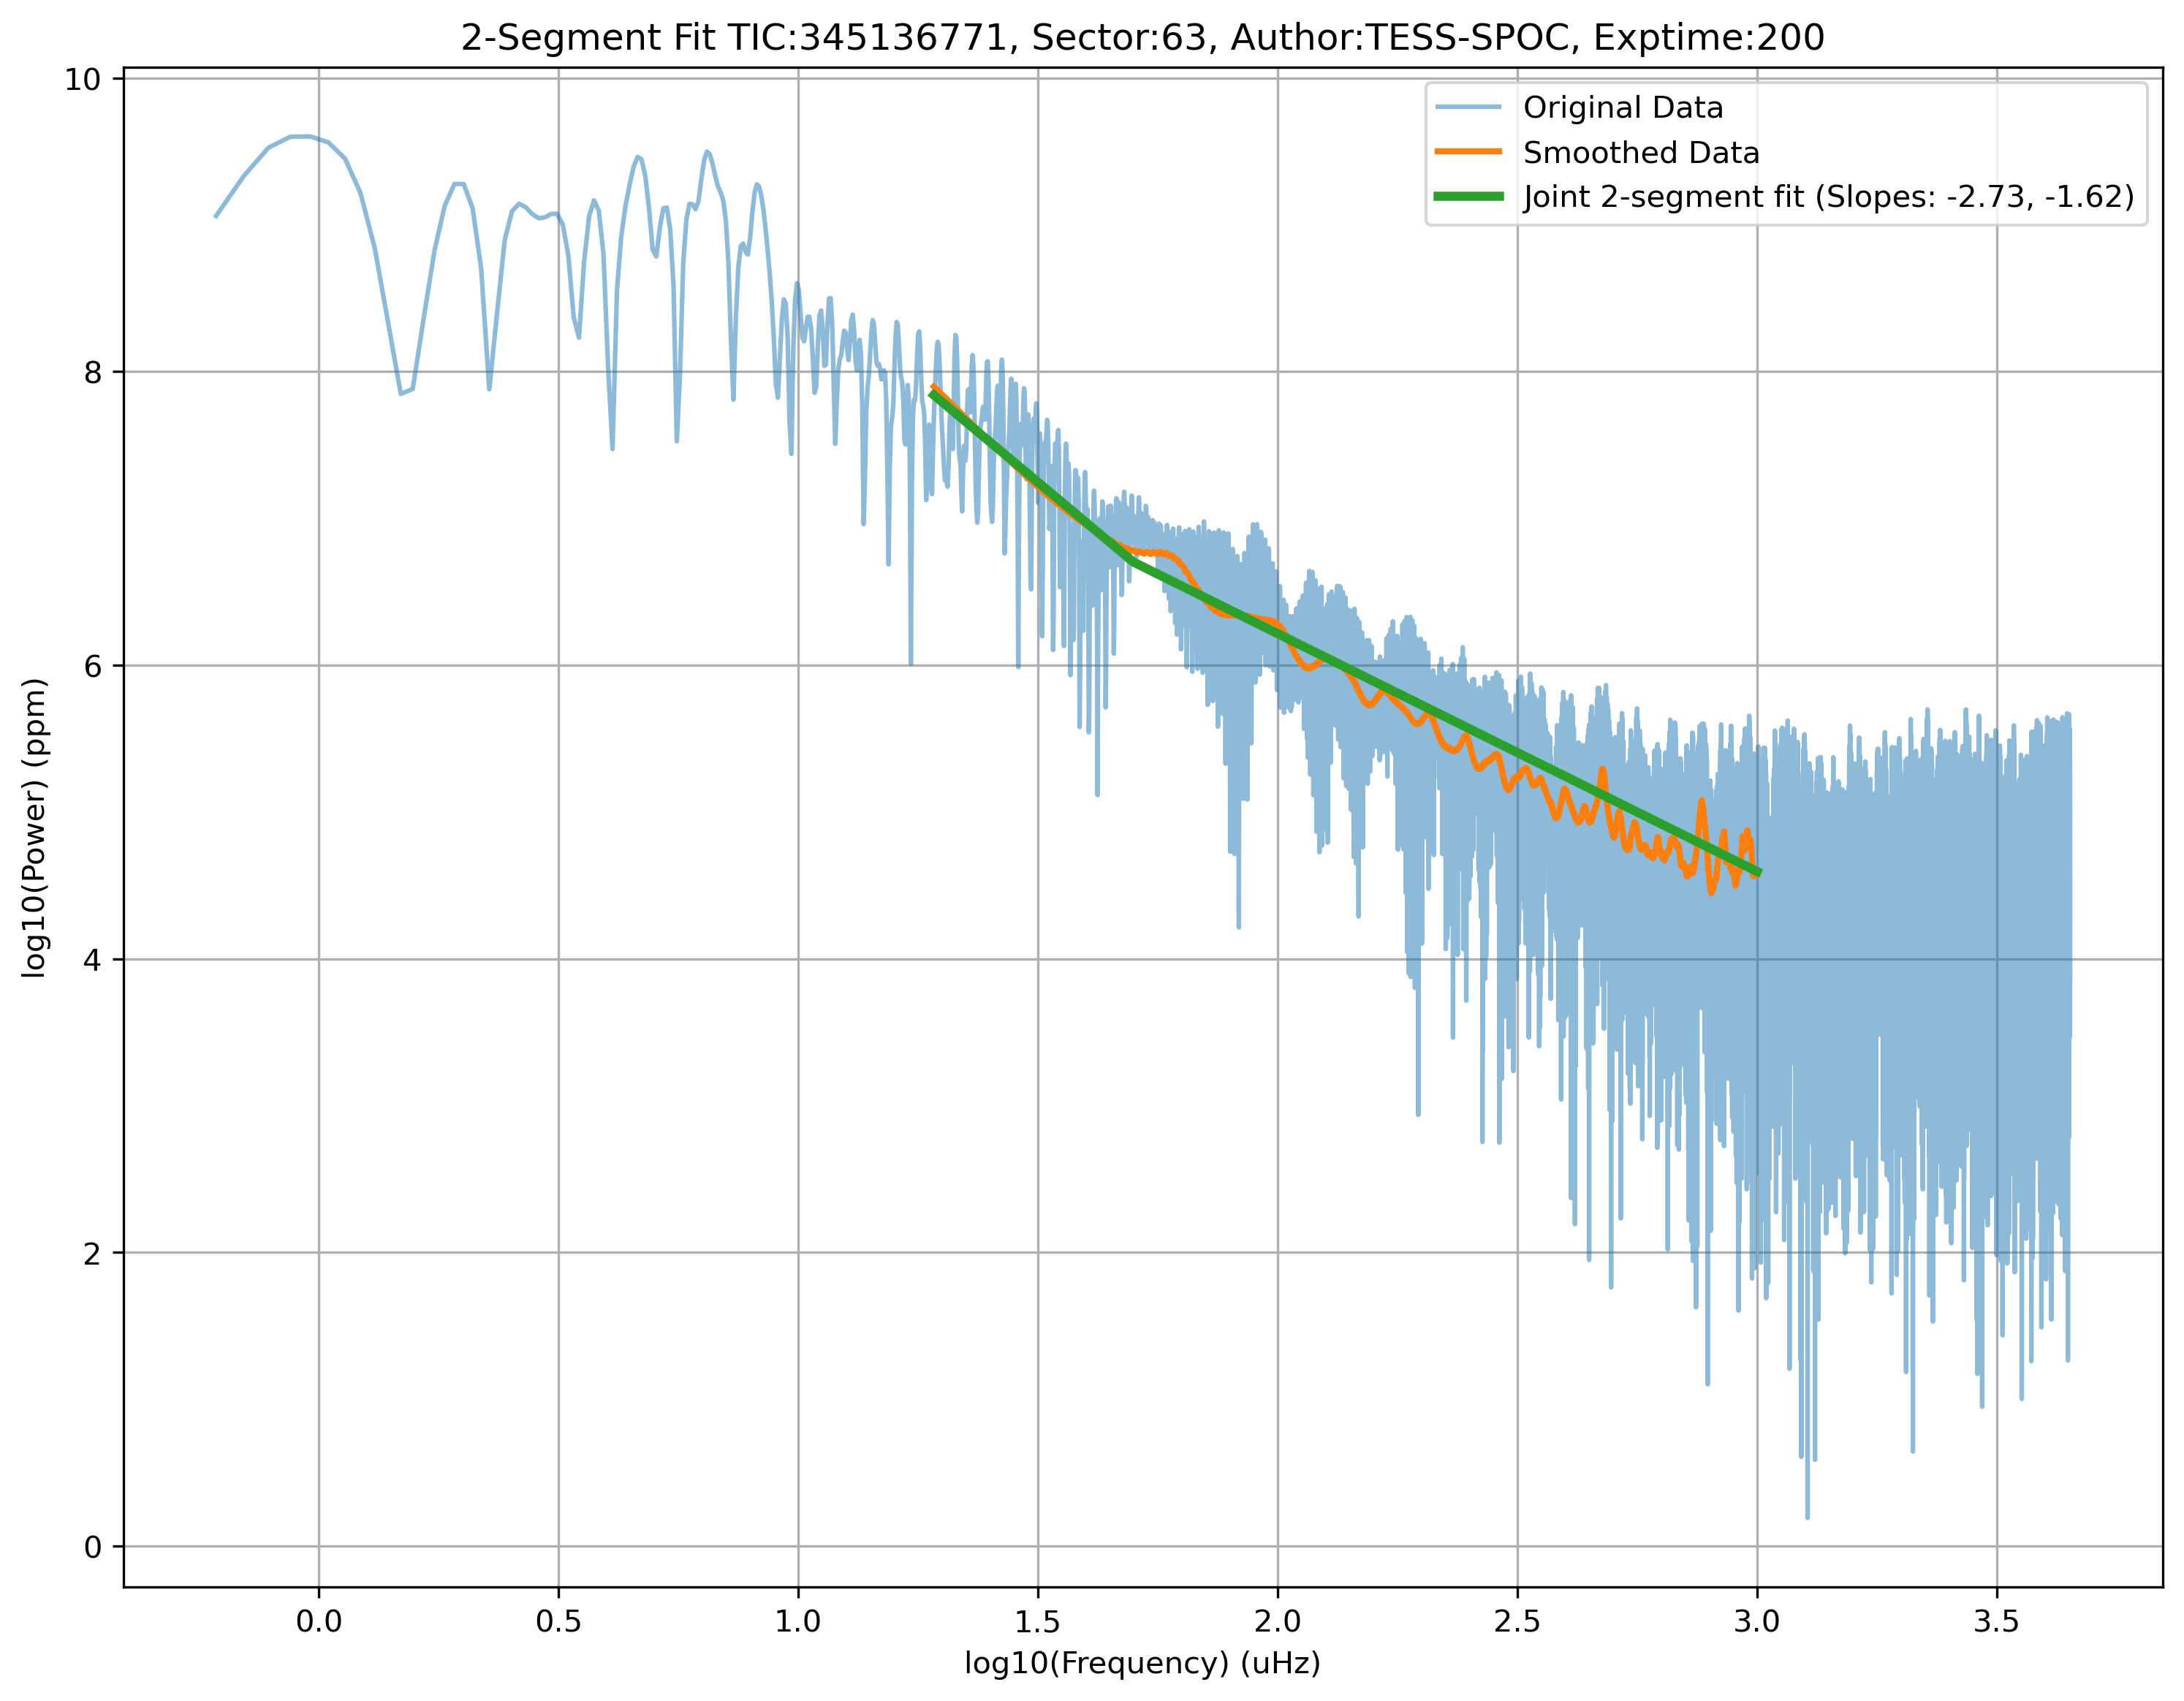 2-Segment Fit TIC:345136771, Sector:63, Author:TESS-SPOC, Exptime:200
Original Data
Smoothed Data
Joint 2-segment fit (Slopes: -2.73, -1.62)
log10(Power) (ppm)
10
8
6
4
2
0
0.0 0.5 1.0 1.5 2.0 2.5 3.0 3.5
log10(Frequency) (uHz)